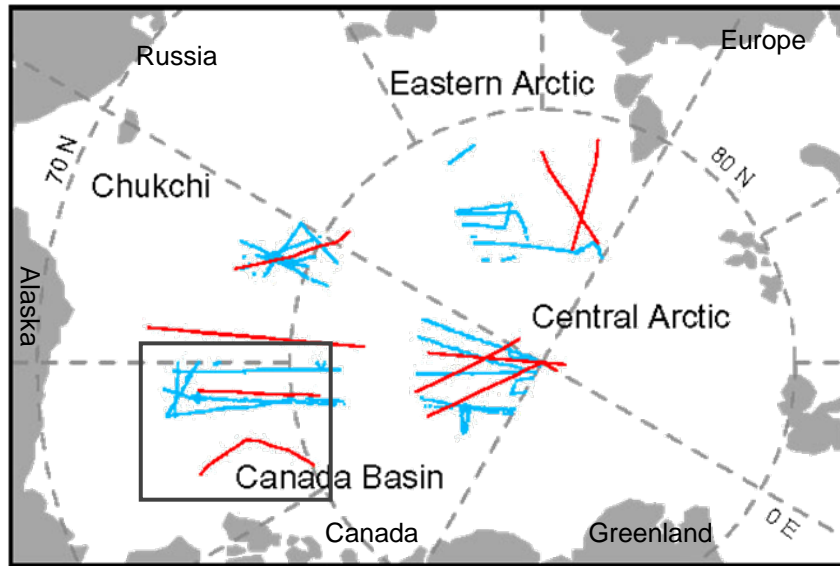 Russia
Europe
Eastern Arctic
70 N
80 N
Chukchi
Alaska
Central Arctic
Canada Basin
0 E
Canada
Greenland